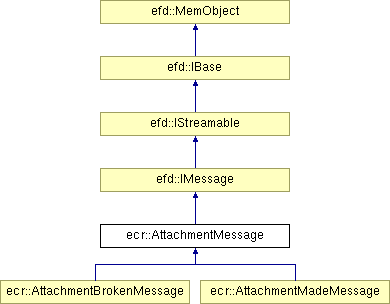 efd::MemObject
efd::IBase
efd::IStreamable
efd::IMessage
ecr::AttachmentMessage
ecr::AttachmentBrokenMessage ecr::AttachmentMadeMessage